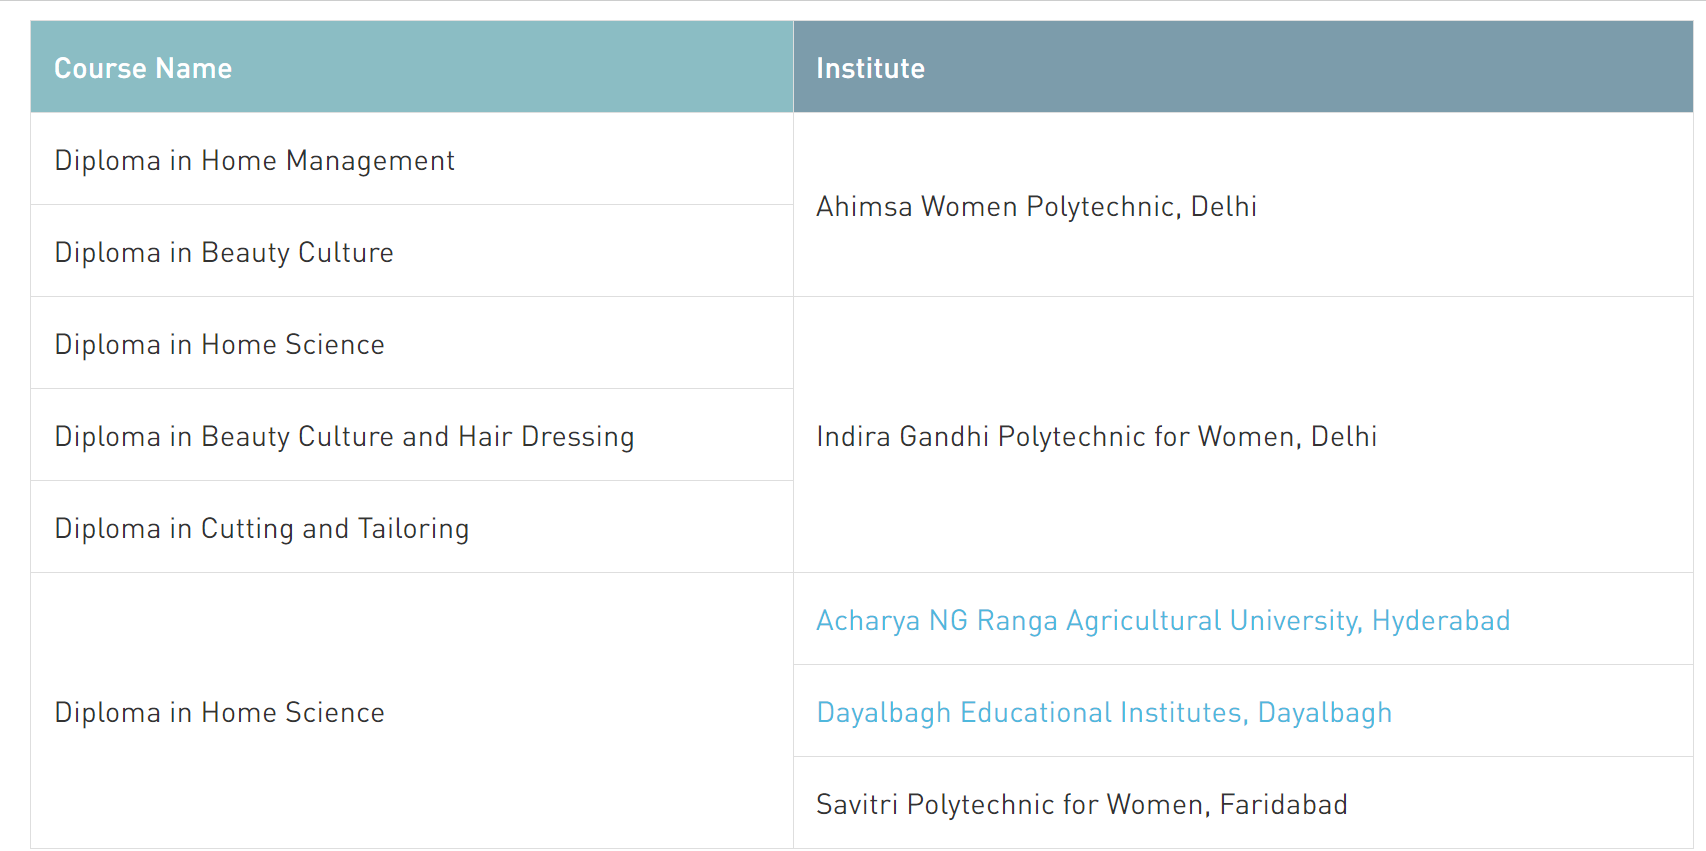 Course Name
Institute
Diploma in Home Management
Ahimsa Women Polytechnic, Delhi
Diploma in Beauty Culture
Diploma in Home Science
Indira Gandhi Polytechnic for Women, Delhi
Diploma in Beauty Culture and Hair Dressing
Diploma in Cutting and Tailoring
Diploma in Home Science
Acharya NG Ranga Agricultural University, Hyderabad
Dayalbagh Educational Institutes, Dayalbagh
Savitri Polytechnic for Women, Faridabad